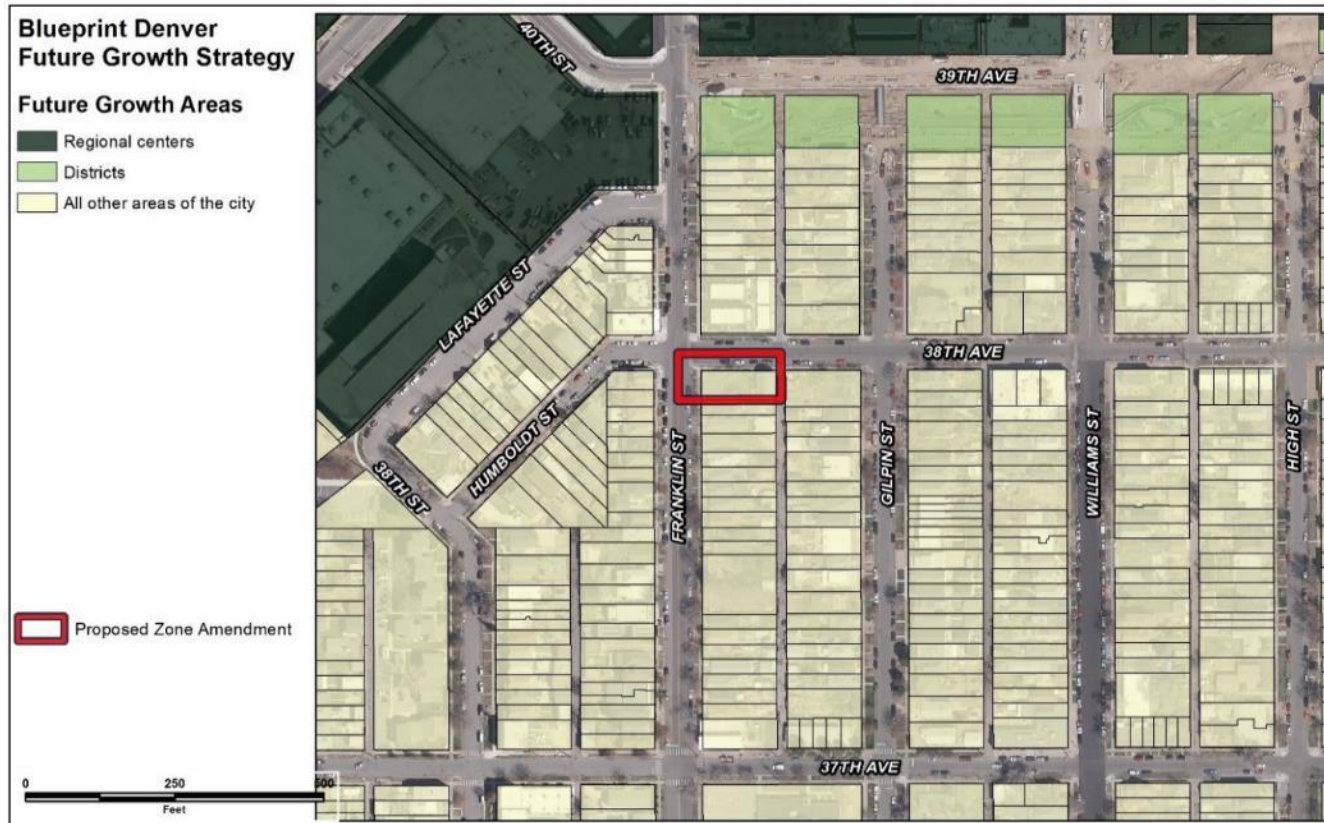 Blueprint Denver
Future Growth Strategy
Future Growth Areas
Regional centers
Districts
All other areas of the city
Proposed Zone Amendment
0 250 500
Feet
40TH ST
39TH AVE
LAFAYETTE ST
38TH AVE
HUMBOLDT ST
38TH ST
FRANKLIN ST
GILPIN ST
WILLIAMS ST
HIGH ST
37TH AVE